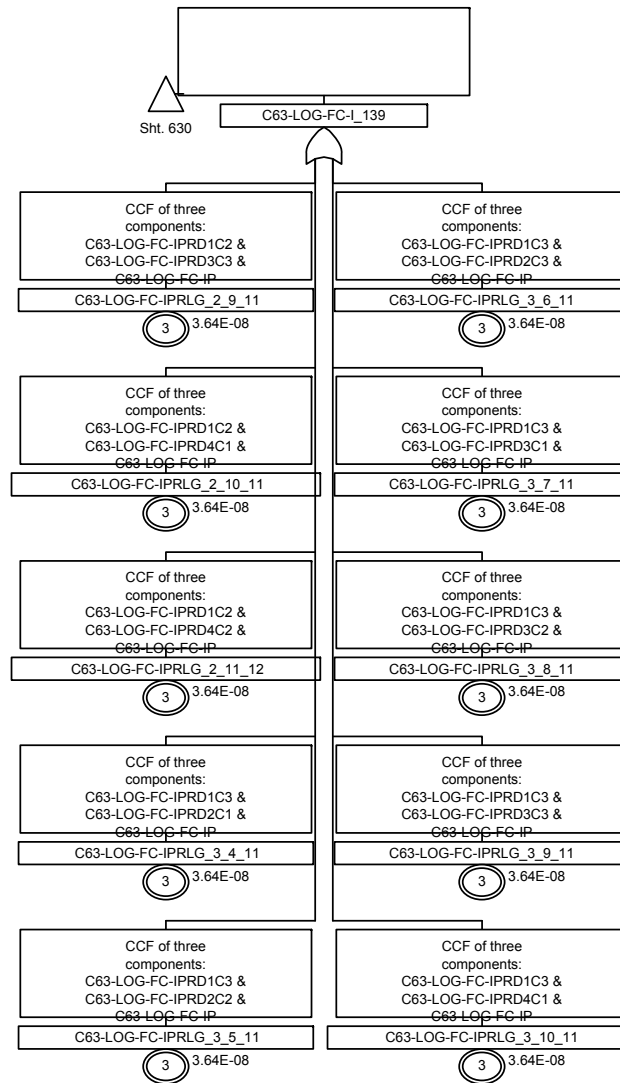 C63-LOG-FC-I_139
Sht. 630
CCF of three
components:
C63-LOG-FC-IPRD1C2 &
C63-LOG-FC-IPRD3C3 &
C63-LOG-FC-IP
C63-LOG-FC-IPRLG_2_9_11
3
3.64E-08
CCF of three
components:
C63-LOG-FC-IPRD1C3 &
C63-LOG-FC-IPRD2C3 &
C63-LOG-FC-IP
C63-LOG-FC-IPRLG_3_6_11
3
3.64E-08
CCF of three
components:
C63-LOG-FC-IPRD1C2 &
C63-LOG-FC-IPRD4C1 &
C63-LOG-FC-IP
C63-LOG-FC-IPRLG_2_10_11
3
3.64E-08
CCF of three
components:
C63-LOG-FC-IPRD1C3 &
C63-LOG-FC-IPRD3C1 &
C63-LOG-FC-IP
C63-LOG-FC-IPRLG_3_7_11
3
3.64E-08
CCF of three
components:
C63-LOG-FC-IPRD1C2 &
C63-LOG-FC-IPRD4C2 &
C63-LOG-FC-IP
C63-LOG-FC-IPRLG_2_11_12
3
3.64E-08
CCF of three
components:
C63-LOG-FC-IPRD1C3 &
C63-LOG-FC-IPRD3C2 &
C63-LOG-FC-IP
C63-LOG-FC-IPRLG_3_8_11
3
3.64E-08
CCF of three
components:
C63-LOG-FC-IPRD1C3 &
C63-LOG-FC-IPRD2C1 &
C63-LOG-FC-IP
C63-LOG-FC-IPRLG_3_4_11
3
3.64E-08
CCF of three
components:
C63-LOG-FC-IPRD1C3 &
C63-LOG-FC-IPRD3C3 &
C63-LOG-FC-IP
C63-LOG-FC-IPRLG_3_9_11
3
3.64E-08
CCF of three
components:
C63-LOG-FC-IPRD1C3 &
C63-LOG-FC-IPRD2C2 &
C63-LOG-FC-IP
C63-LOG-FC-IPRLG_3_5_11
3
3.64E-08
CCF of three
components:
C63-LOG-FC-IPRD1C3 &
C63-LOG-FC-IPRD4C1 &
C63-LOG-FC-IP
C63-LOG-FC-IPRLG_3_10_11
3
3.64E-08